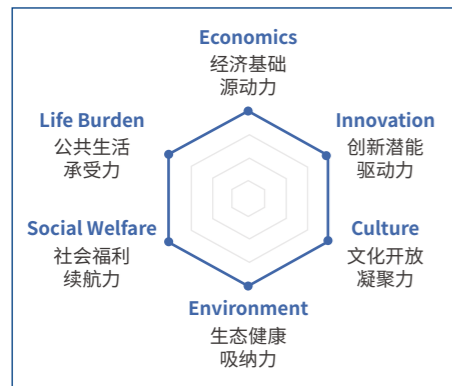 Economics
经济基础
源动力
Life Burden
公共生活
承受力
Innovation
创新潜能
驱动力
Social Welfare
社会福利
续航力
Culture
文化开放
凝聚力
Environment
生态健康
吸纳力